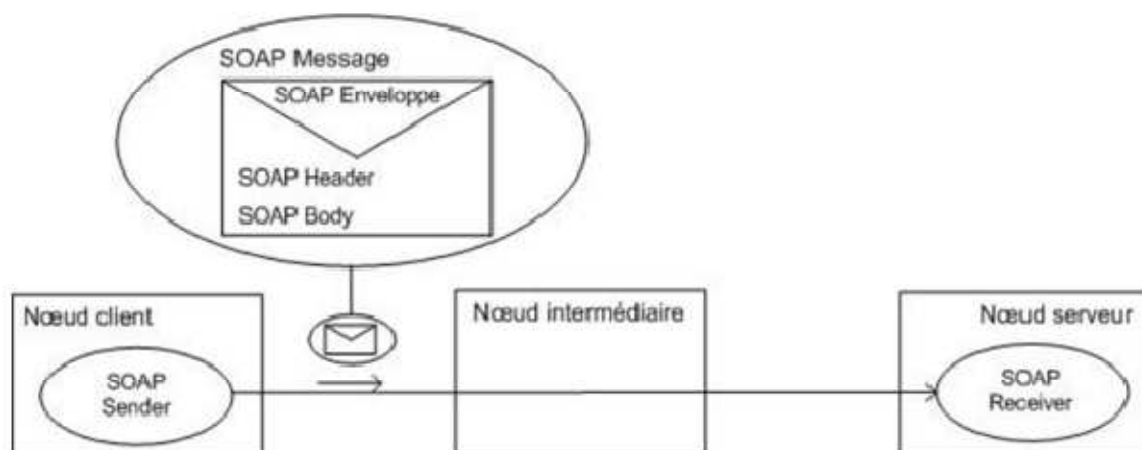 SOAP Message
SOAP Enveloppe
SOAP Header
SOAP Body
Nœud client
Nœud intermédiaire
Nœud serveur
SOAP
Sender
SOAP
Receiver